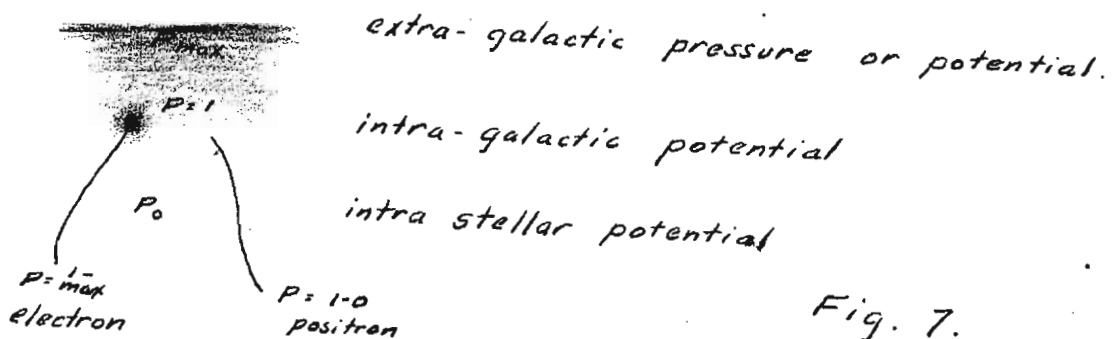 extra-galactic pressure or potential.
Pmax
P=1
intra-galactic potential
P₀
intra stellar potential
P= 1-max
electron
P= 1-0
positron
Fig. 7.